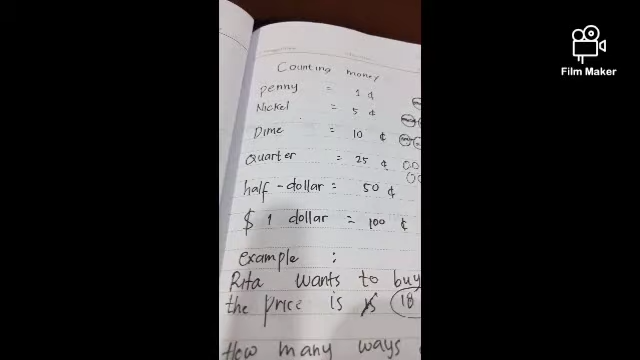 Counting money
Penny = 1 ¢
Nickel = 5 ¢
Dime = 10 ¢
Quarter = 25 ¢
half-dollar = 50 ¢
$ 1 dollar = 100 ¢
example :
Rita wants to buy
the price is 18
How many ways
Film Maker